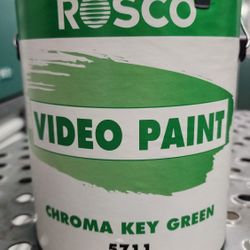 ROSCO
VIDEO PAINT
CHROMA KEY GREEN
5711